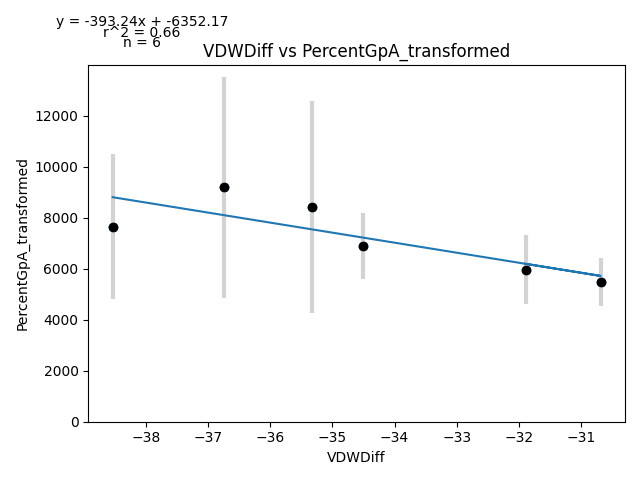 y = -393.24x + -6352.17
r^2 = 0.66
n = 6
VDWDiff vs PercentGpA_transformed
PercentGpA_transformed
12000
10000
8000
6000
4000
2000
0
−38
−37
−36
−35
−34
−33
−32
−31
VDWDiff